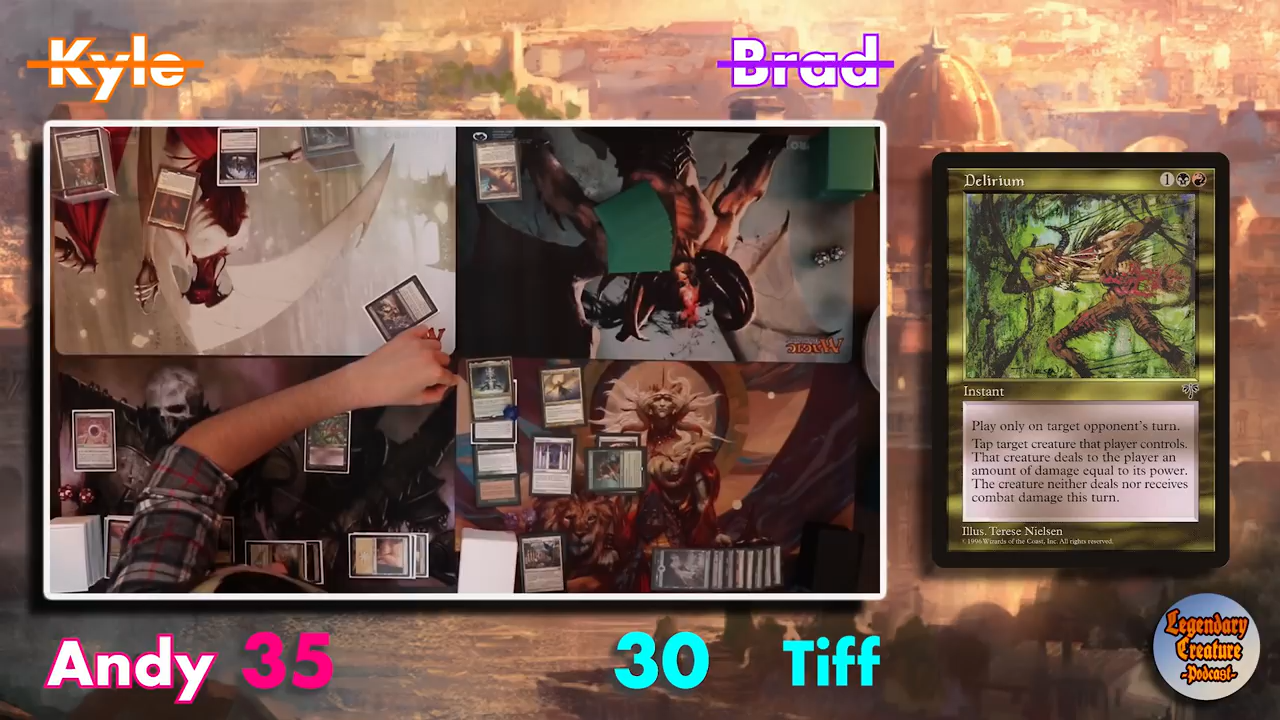 Kyle
Brad
Delirium
1
Instant
Play only on target opponent's turn.
Tap target creature that player controls.
That creature deals to the player an
amount of damage equal to its power.
The creature neither deals nor receives
combat damage this turn.
Illus. Terese Nielsen
© 1996 Wizards of the Coast, Inc. All rights reserved.
Andy 35
30 Tiff
Legendary
Creature
-Podcast-